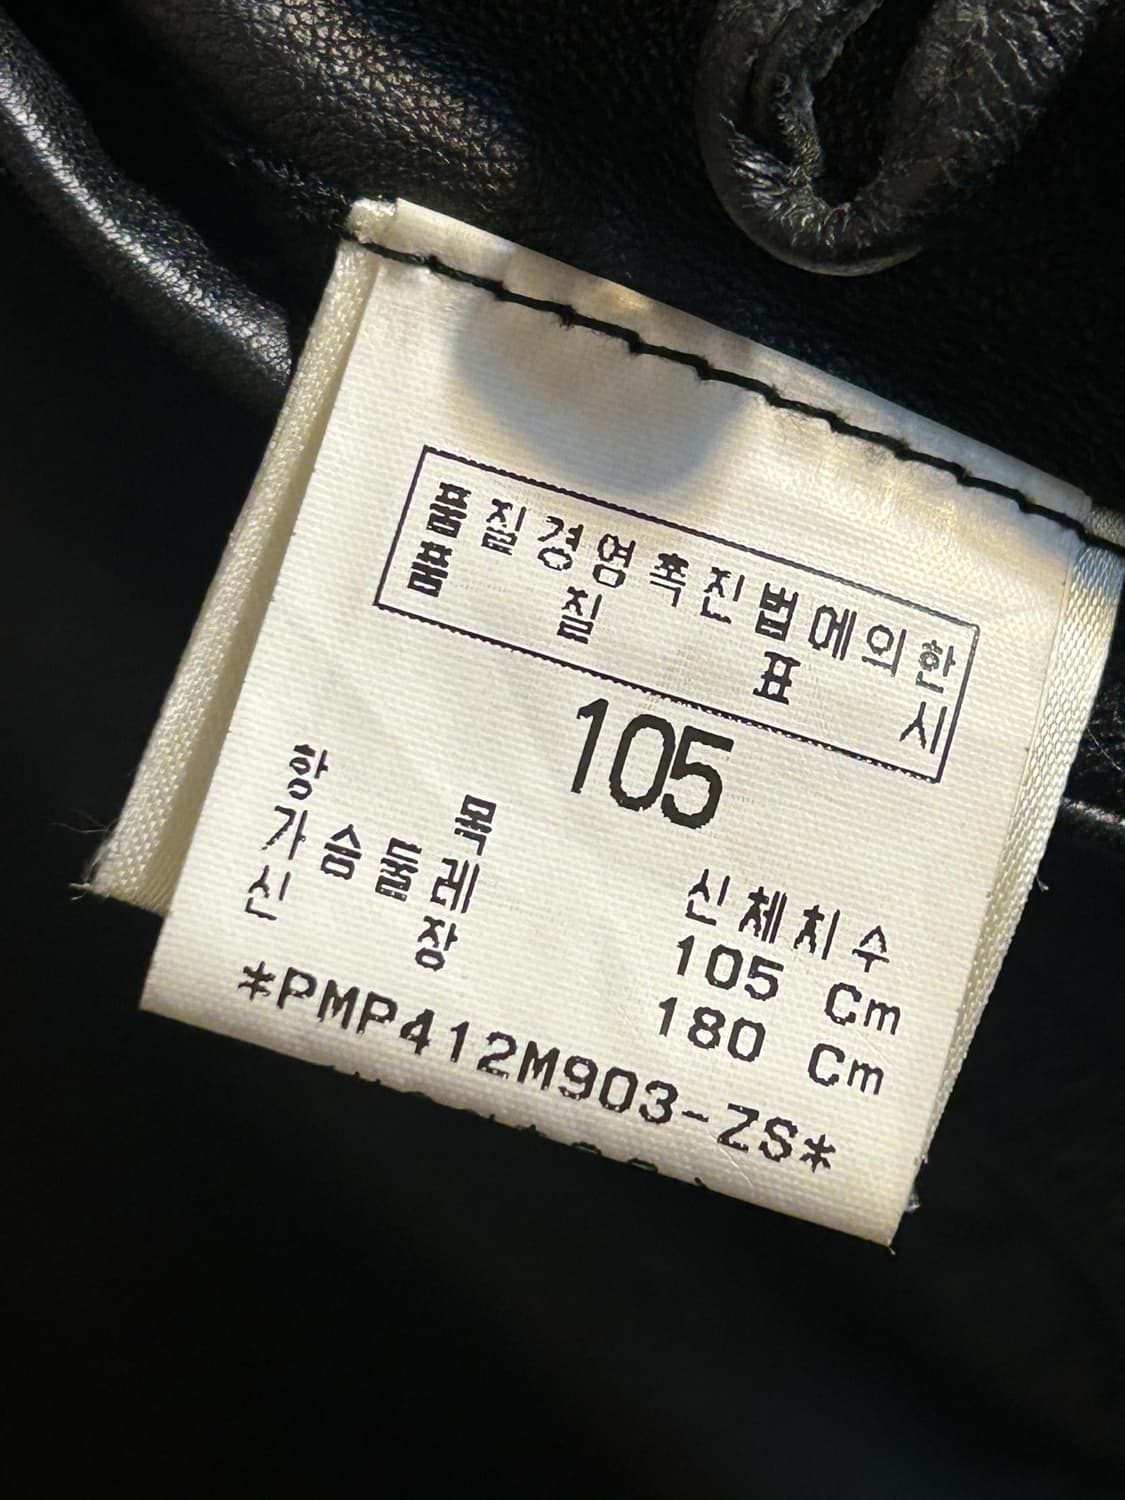 품질경영촉진법에의한
품 질 표 시
105
항 목 신체치수
가슴둘레 105 Cm
신 장 180 Cm
*PMP412M903-ZS*